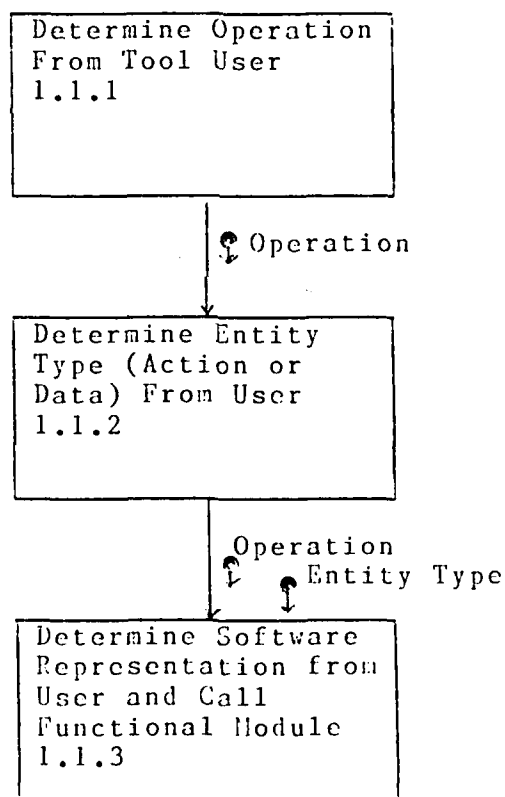 Determine Operation
From Tool User
1.1.1
Operation
Determine Entity
Type (Action or
Data) From User
1.1.2
Operation
Entity Type
Determine Software
Representation from
User and Call
Functional Module
1.1.3